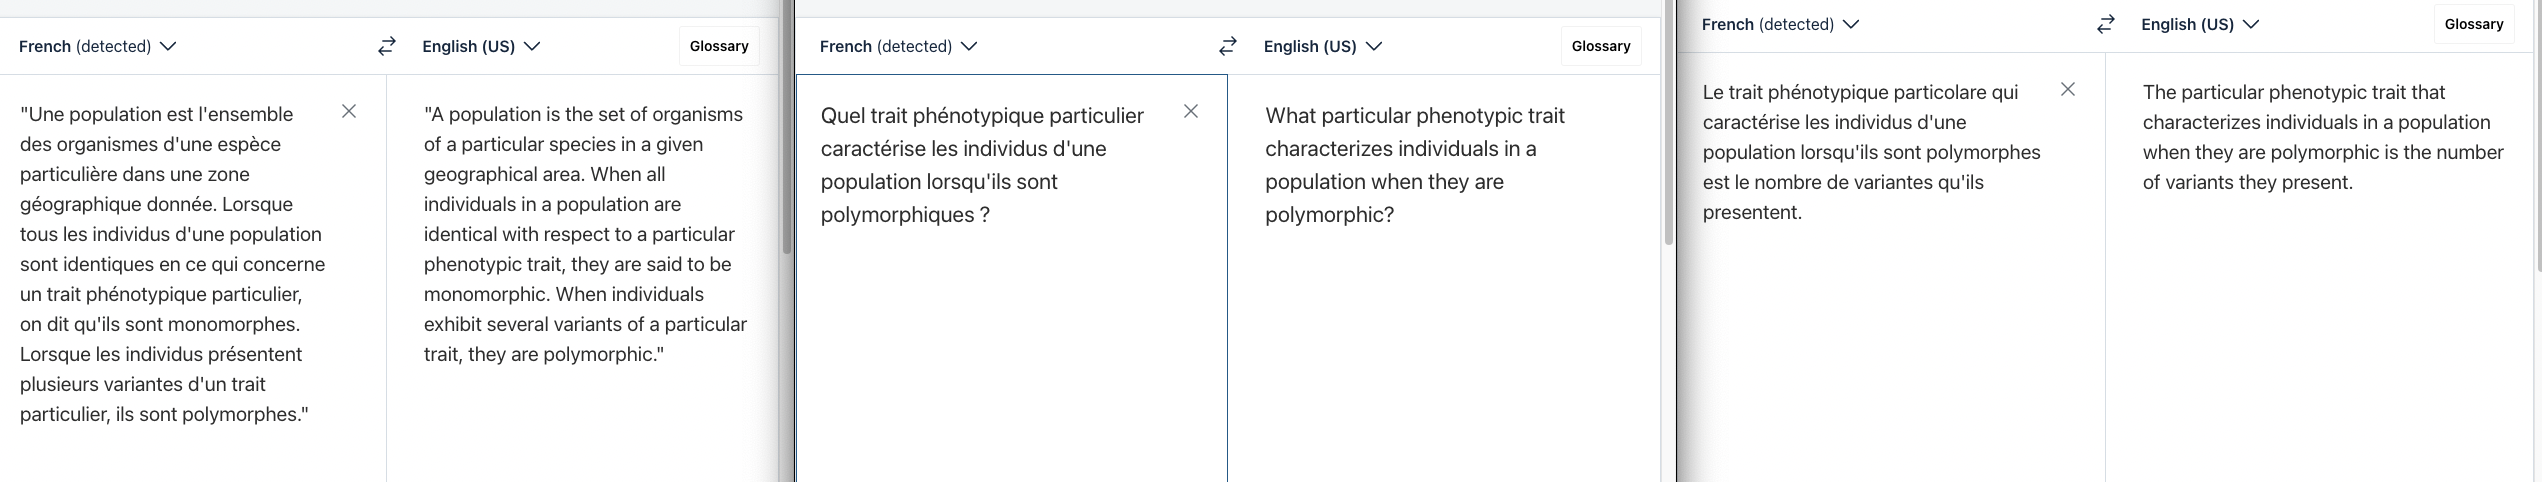 French (detected)
English (US)
Glossary
"Une population est l'ensemble
des organismes d'une espèce
particulière dans une zone
géographique donnée. Lorsque
tous les individus d'une population
sont identiques en ce qui concerne
un trait phénotypique particulier,
on dit qu'ils sont monomorphes.
Lorsque les individus présentent
plusieurs variantes d'un trait
particulier, ils sont polymorphes."
"A population is the set of organisms
of a particular species in a given
geographical area. When all
individuals in a population are
identical with respect to a particular
phenotypic trait, they are said to be
monomorphic. When individuals
exhibit several variants of a particular
trait, they are polymorphic."
French (detected)
English (US)
Glossary
Quel trait phénotypique particulier
caractérise les individus d'une
population lorsqu'ils sont
polymorphiques ?
What particular phenotypic trait
characterizes individuals in a
population when they are
polymorphic?
French (detected)
English (US)
Glossary
Le trait phénotypique particolare qui
caractérise les individus d'une
population lorsqu'ils sont polymorphes
est le nombre de variantes qu'ils
presentent.
The particular phenotypic trait that
characterizes individuals in a population
when they are polymorphic is the number
of variants they present.